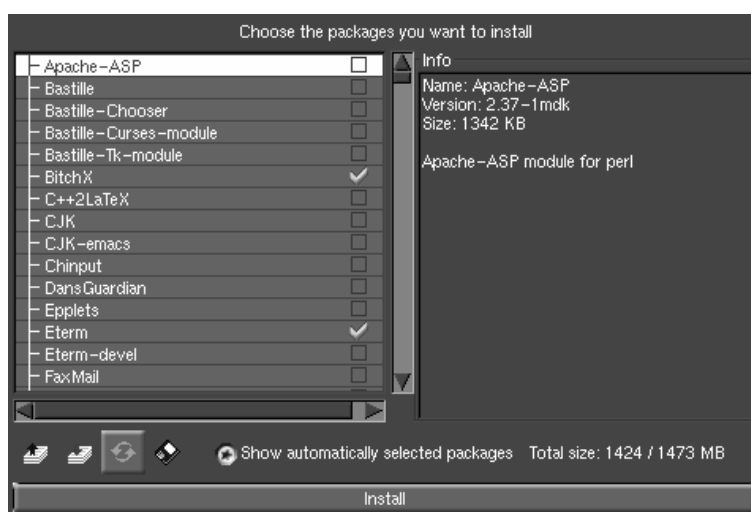 Choose the packages you want to install
Apache-ASP
Bastille
Bastille-Chooser
Bastille-Curses-module
Bastille-Tk-module
BitchX
C++2LaTeX
CJK
CJK-emacs
Chinput
DansGuardian
Epplets
Eterm
Eterm-devel
FaxMail
Info
Name: Apache-ASP
Version: 2.37-1mdk
Size: 1342 KB
Apache-ASP module for perl
Show automatically selected packages Total size: 1424 / 1473 MB
Install